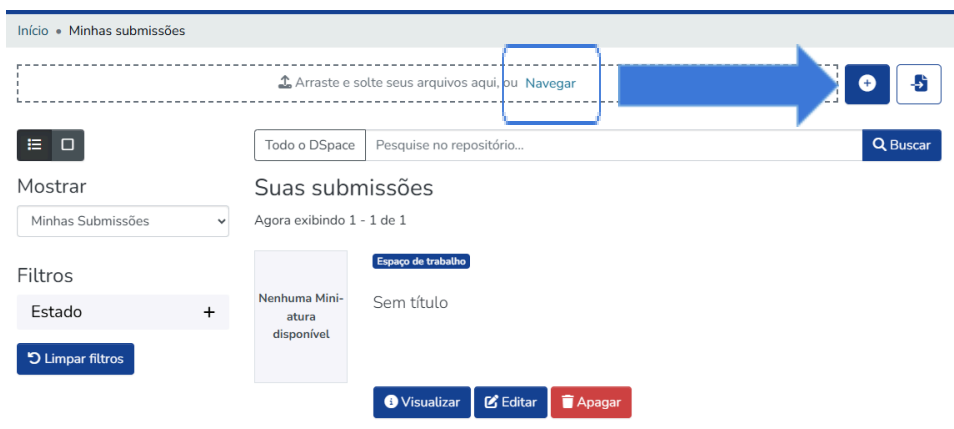 Início • Minhas submissões
Arraste e solte seus arquivos aqui, ou Navegar
Todo o DSpace Pesquise no repositório... Buscar
Mostrar
Minhas Submissões
Filtros
Estado +
Limpar filtros
Suas submissões
Agora exibindo 1 - 1 de 1
Nenhuma Mini-
atura
disponível
Espaço de trabalho
Sem título
Visualizar Editar Apagar